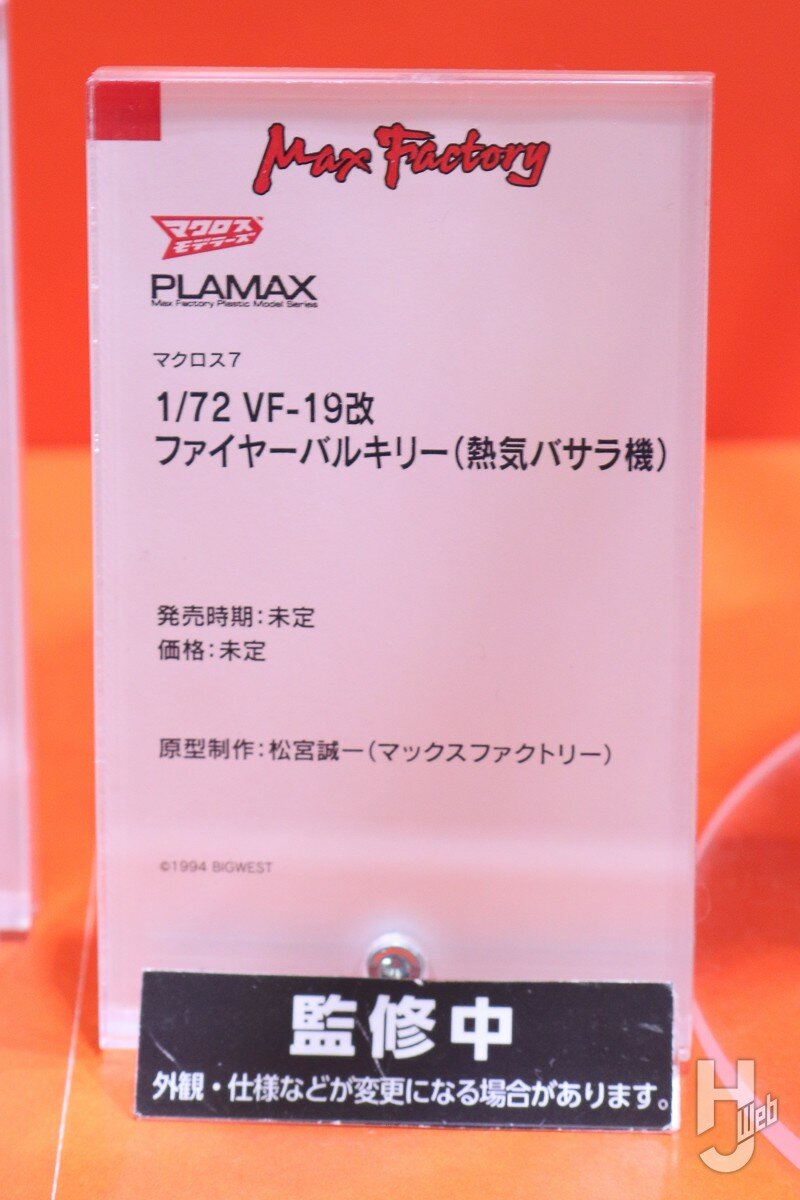 Max Factory
マクロス
モデラーズ
PLAMAX
Max Factory Plastic Model Series
マクロス7
1/72 VF-19改
ファイヤーバルキリー(熱気バサラ機)
発売時期:未定
価格:未定
原型制作:松宮誠一(マックスファクトリー)
©1994 BIGWEST
監修中
外観・仕様などが変更になる場合があります。
HJ Web